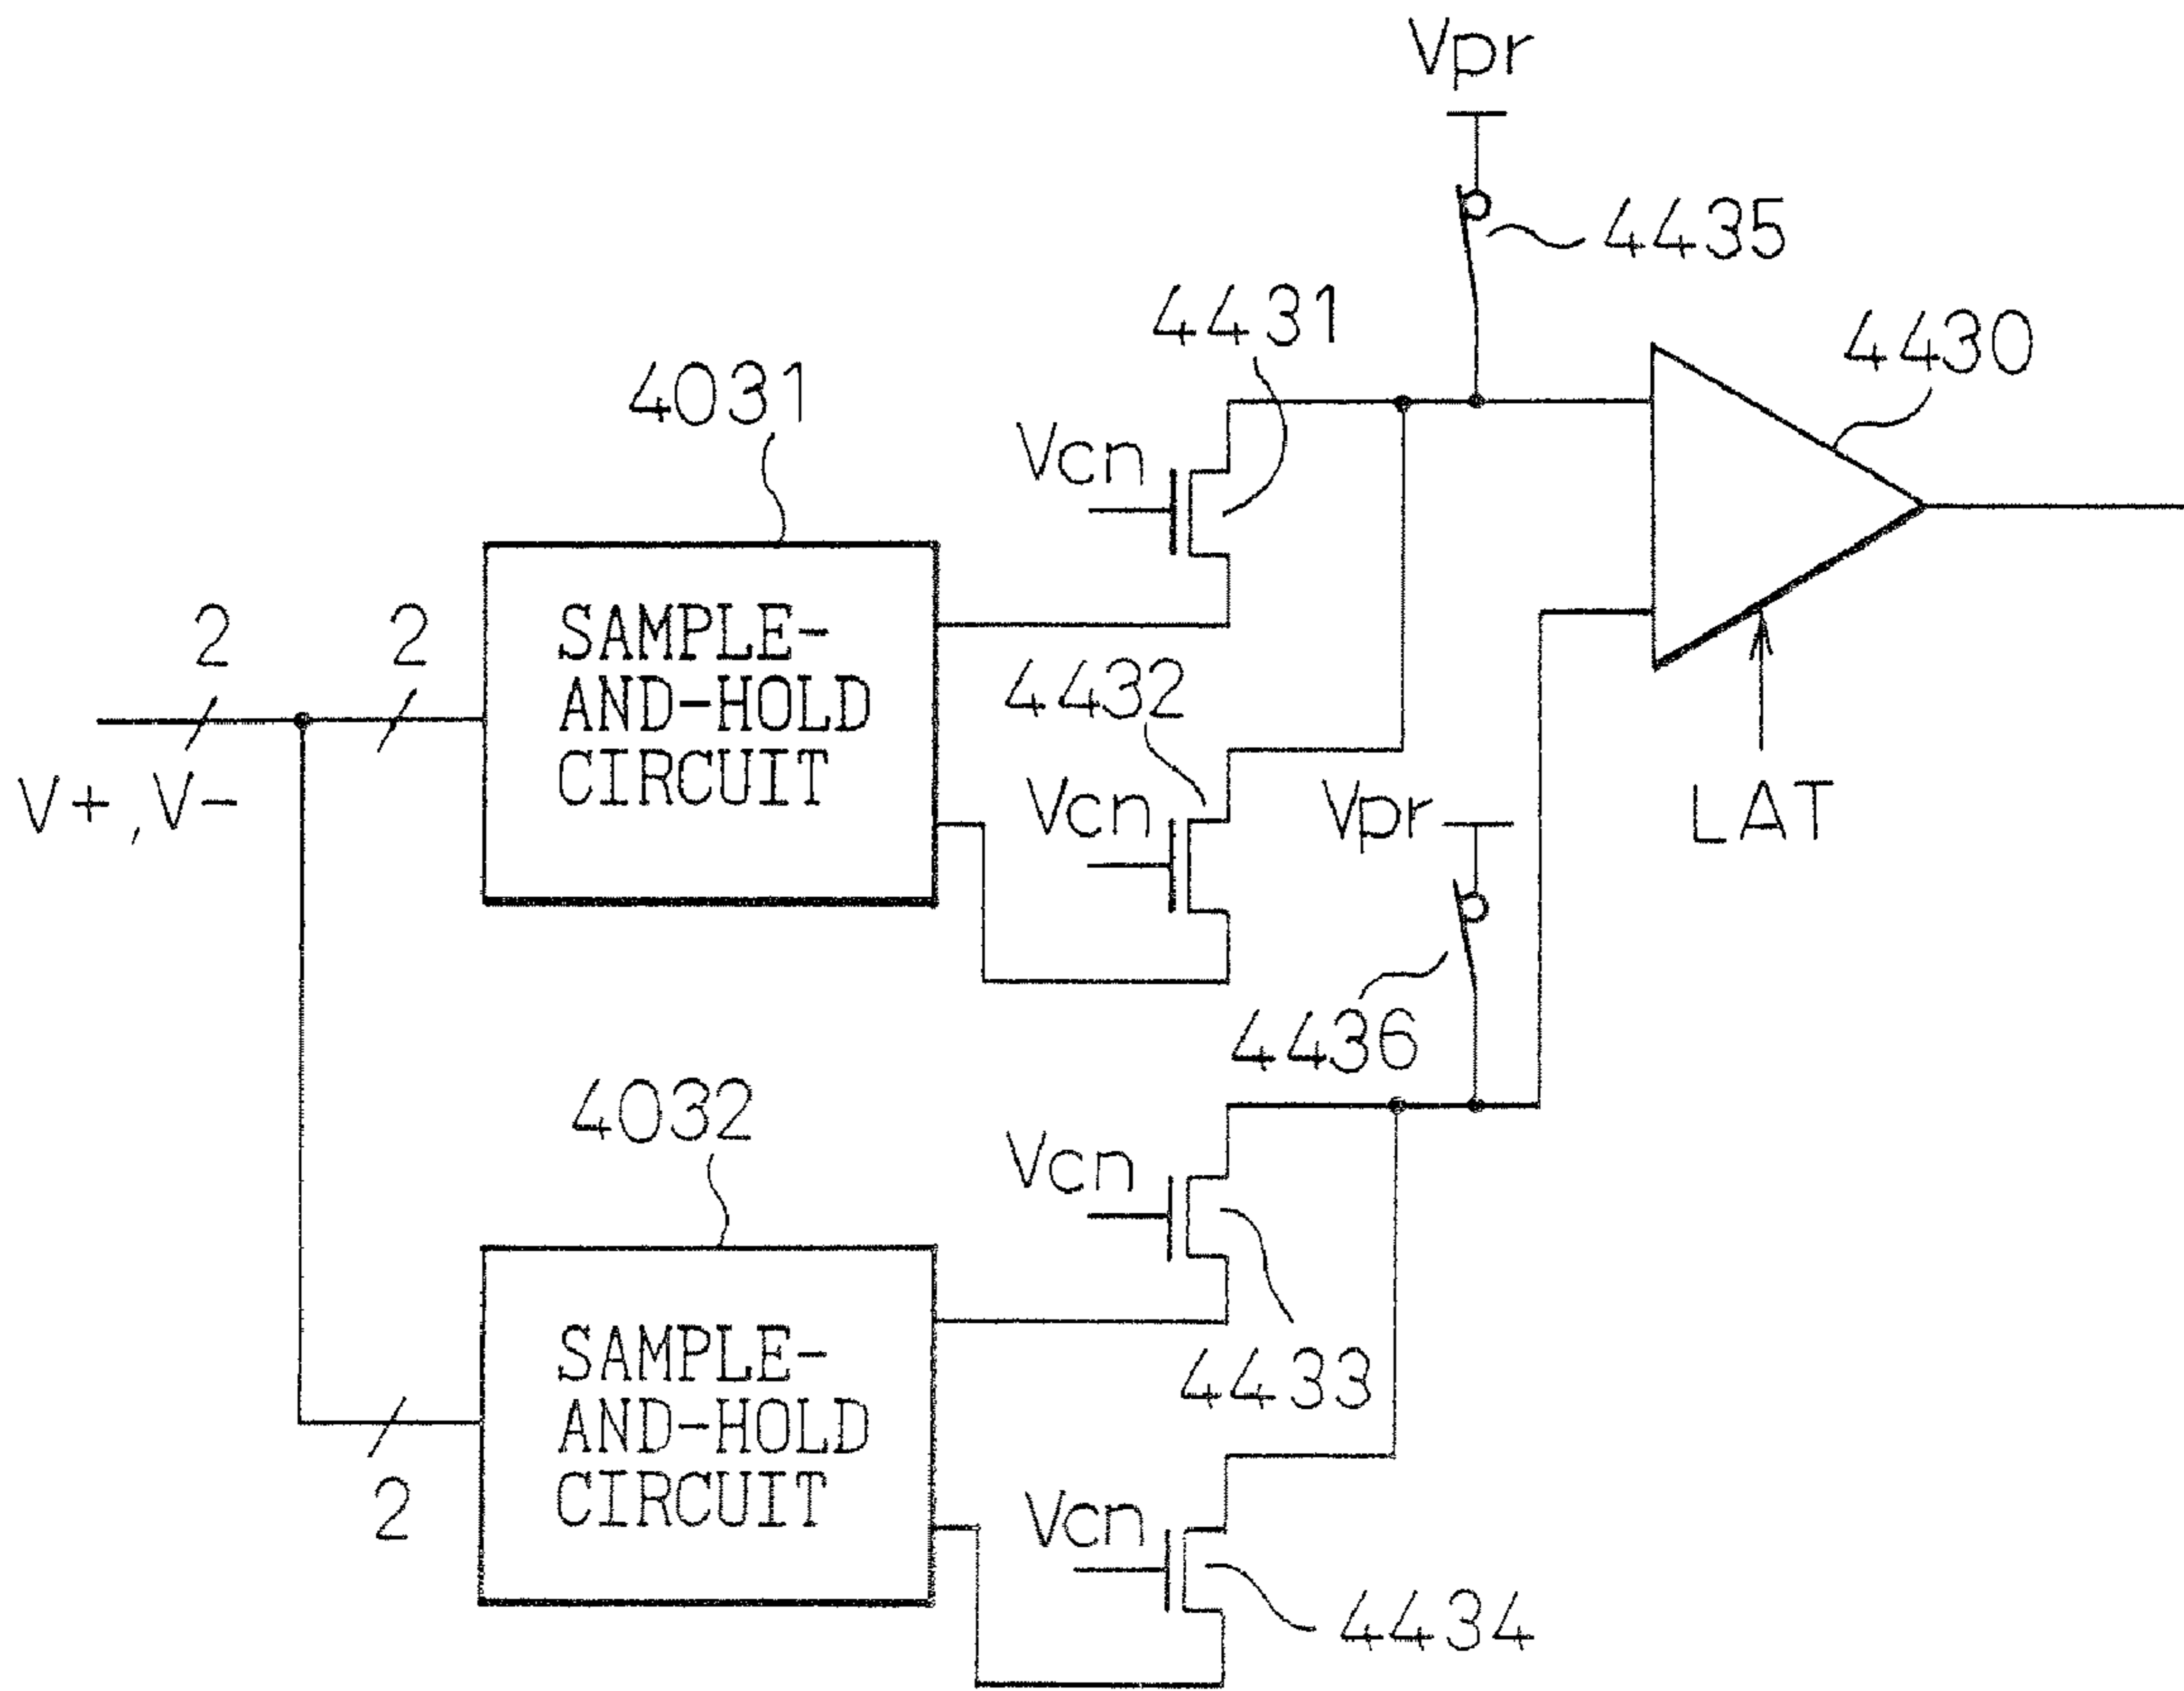 Vpr
4435
4431
4430
4031
Vcn
2
2
SAMPLE-
AND-HOLD
CIRCUIT
V+,V-
4432
Vcn
Vpr
LAT
4436
4032
Vcn
SAMPLE-
AND-HOLD
CIRCUIT
4433
2
Vcn
4434